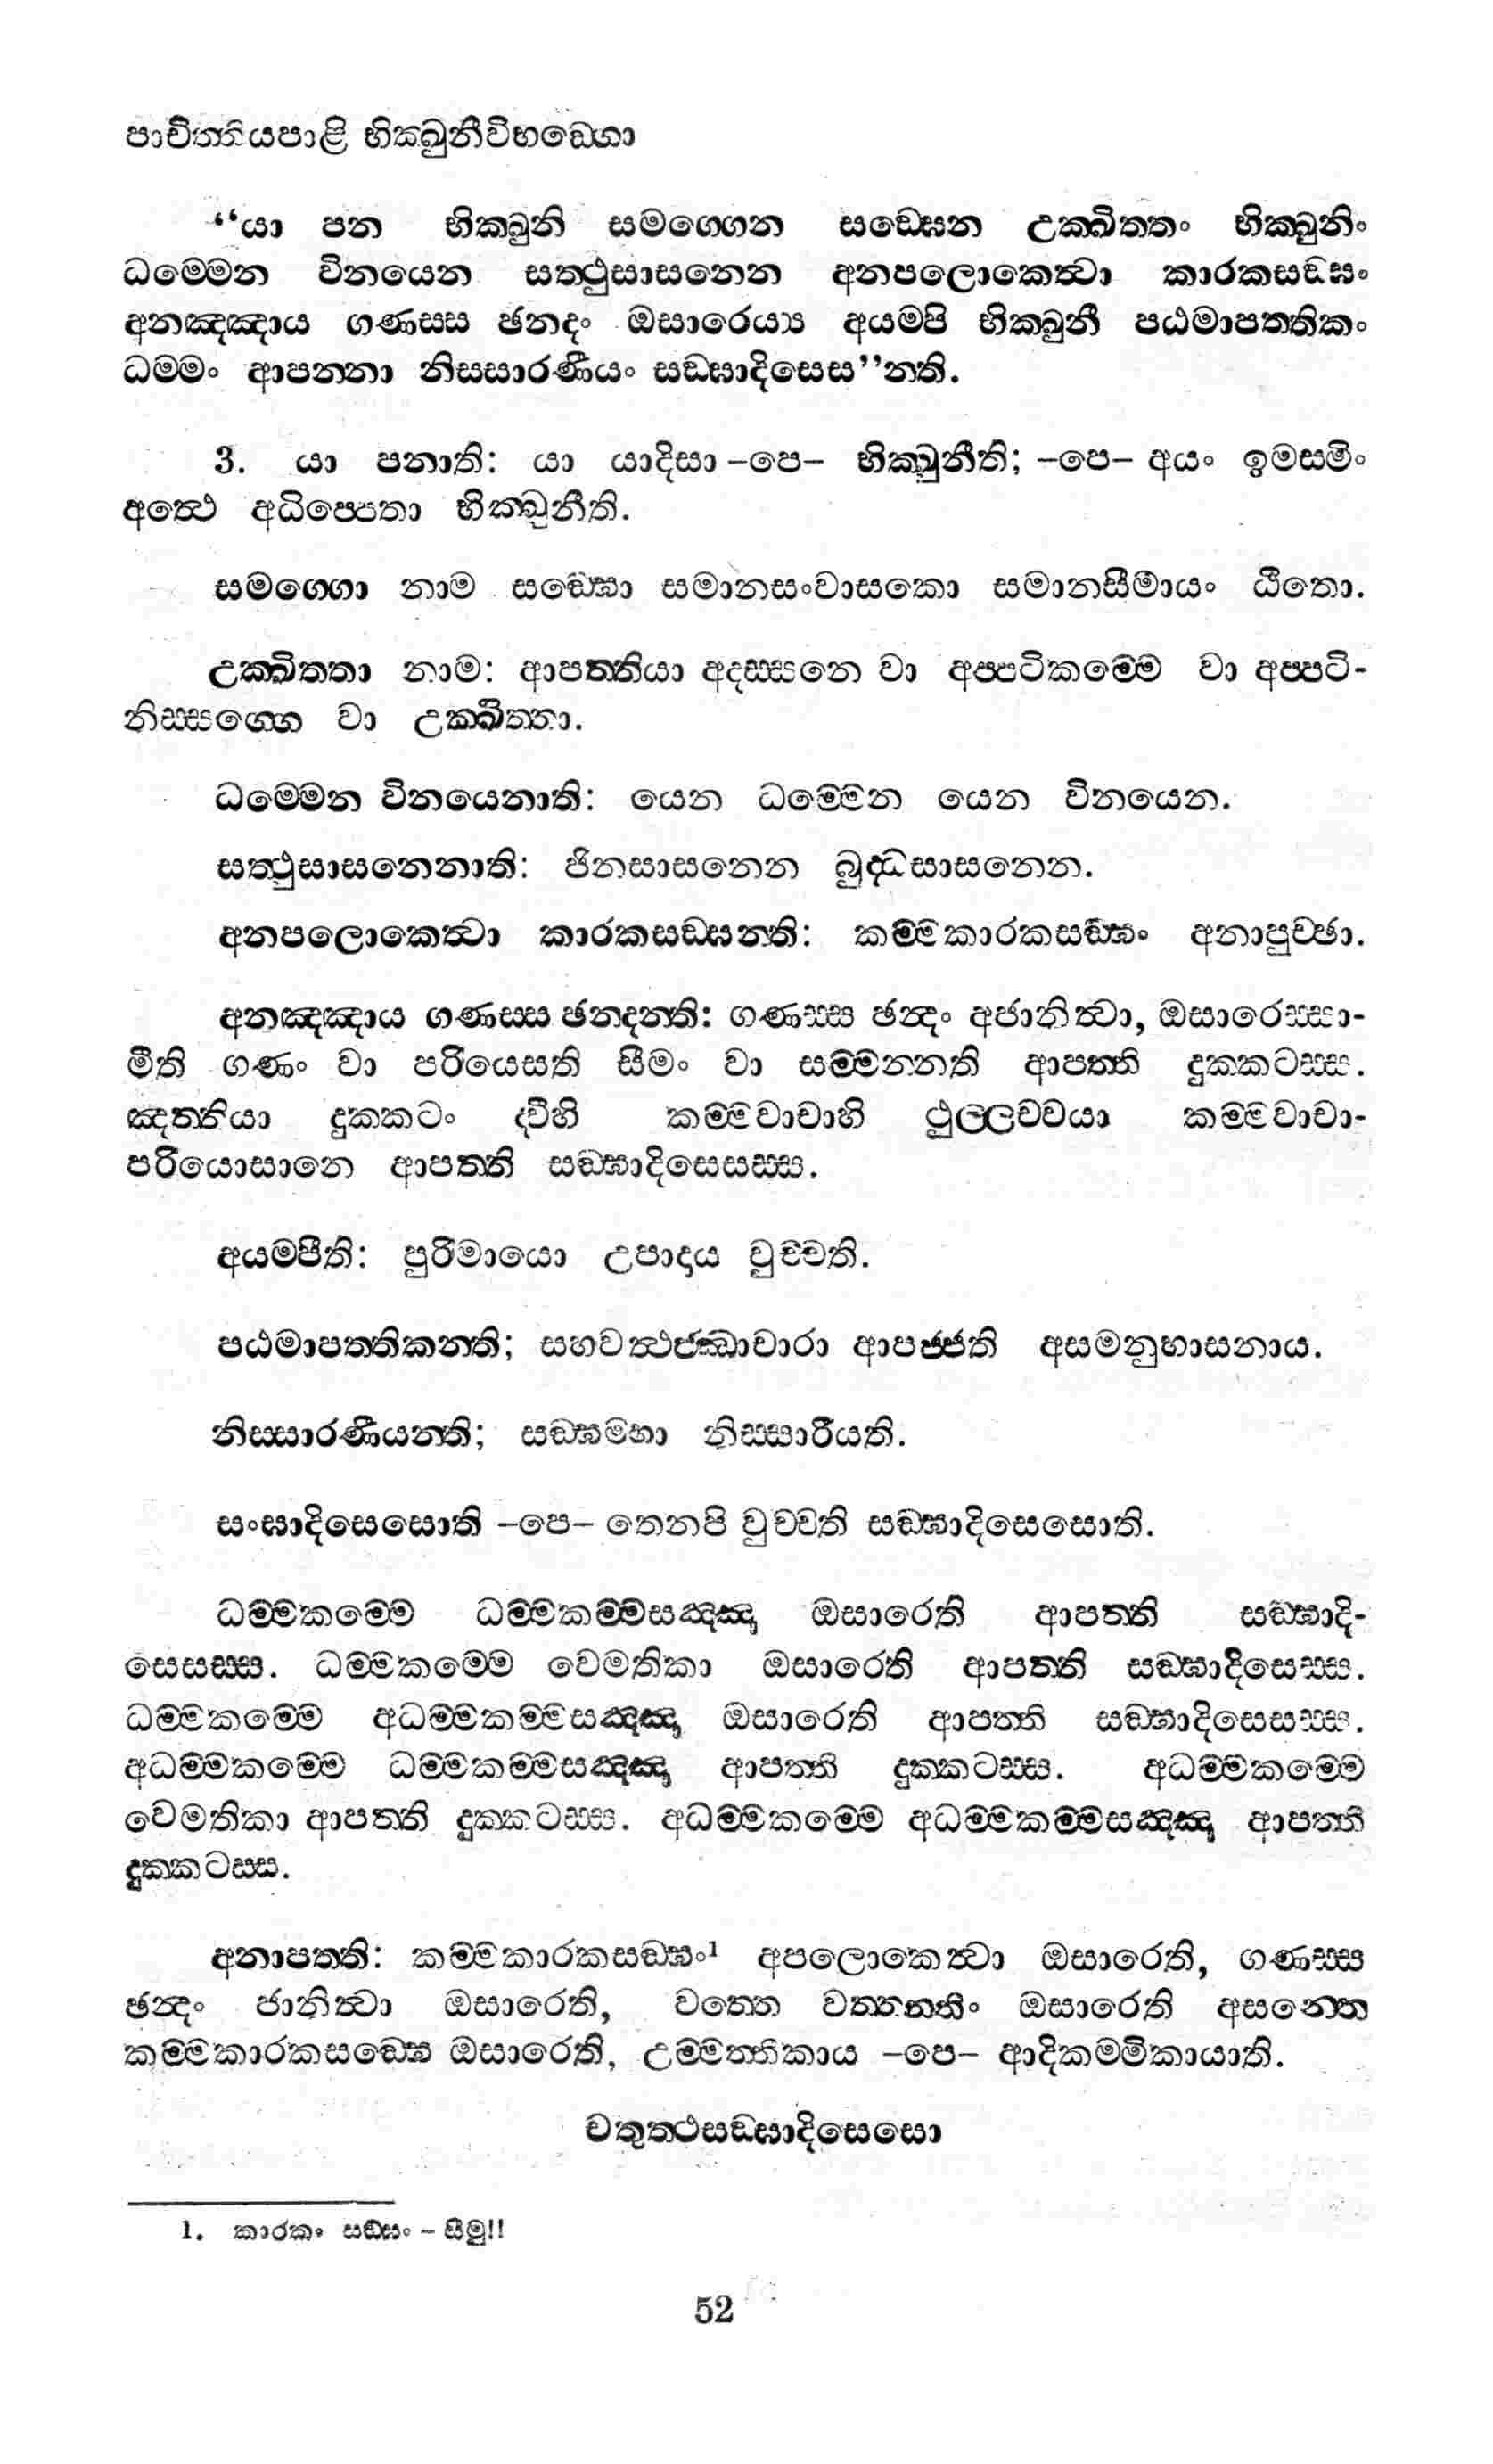 පාචිත්තියපාළි භික්ඛුනීවිභඞ්ගො
“යා පන භික්ඛුනි සමග්ගෙන සඞ්ඝෙන උක්ඛිත්තං භික්ඛුනිං
ධම්මෙන විනයෙන සත්ථුසාසනෙන අනපලොකෙත්වා කාරකසඞ්ඝං
අනඤ්ඤාය ගණස්ස ඡන්දං ඔසාරෙය්‍ය අයම්පි භික්ඛුනී පඨමාපත්තිකං
ධම්මං ආපන්නා නිස්සාරණීයං සඞ්ඝාදිසෙස”න්ති.
3. යා පනාති: යා යාදිසා –පෙ– භික්ඛුනීති; –පෙ– අයං ඉමස්මිං
අත්ථෙ අධිප්පෙතා භික්ඛුනීති.
සමග්ගො නාම සඞ්ඝො සමානසංවාසකො සමානසීමායං ඨිතො.
උක්ඛිත්තා නාම: ආපත්තියා අදස්සනෙ වා අප්පටිකම්මෙ වා අප්පටි-
නිස්සග්ගෙ වා උක්ඛිත්තා.
ධම්මෙන විනයෙනාති: යෙන ධම්මෙන යෙන විනයෙන.
සත්ථුසාසනෙනාති: ජිනසාසනෙන බුද්ධසාසනෙන.
අනපලොකෙත්වා කාරකසඞ්ඝන්ති: කම්මකාරකසඞ්ඝං අනාපුච්ඡා.
අනඤ්ඤාය ගණස්ස ඡන්දන්ති: ගණස්ස ඡන්දං අජානිත්වා, ඔසාරෙස්සා-
මීති ගණං වා පරියෙසති සීමං වා සම්මන්නති ආපත්ති දුක්කටස්ස.
ඤත්තියා දුක්කටං ද්වීහි කම්මවාචාහි ථුල්ලච්චයා කම්මවාචා-
පරියොසානෙ ආපත්ති සඞ්ඝාදිසෙසස්ස.
අයම්පීති: පුරිමායො උපාදාය වුච්චති.
පඨමාපත්තිකන්ති; සහවත්ථජ්ඣාචාරා ආපජ්ජති අසමනුභාසනාය.
නිස්සාරණීයන්ති; සඞ්ඝම්හා නිස්සාරීයති.
සංඝාදිසෙසොති –පෙ– තෙනපි වුච්චති සඞ්ඝාදිසෙසොති.
ධම්මකම්මෙ ධම්මකම්මසඤ්ඤා ඔසාරෙති ආපත්ති සඞ්ඝාදි-
සෙසස්ස. ධම්මකම්මෙ වෙමතිකා ඔසාරෙති ආපත්ති සඞ්ඝාදිසෙස්ස.
ධම්මකම්මෙ අධම්මකම්මසඤ්ඤා ඔසාරෙති ආපත්ති සඞ්ඝාදිසෙසස්ස.
අධම්මකම්මෙ ධම්මකම්මසඤ්ඤා ආපත්ති දුක්කටස්ස. අධම්මකම්මෙ
වෙමතිකා ආපත්ති දුක්කටස්ස. අධම්මකම්මෙ අධම්මකම්මසඤ්ඤා ආපත්ති
දුක්කටස්ස.
අනාපත්ති: කම්මකාරකසඞ්ඝං¹ අපලොකෙත්වා ඔසාරෙති, ගණස්ස
ඡන්දං ජානිත්වා ඔසාරෙති, වත්තෙ වත්තන්තිං ඔසාරෙති අසන්තෙ
කම්මකාරකසඞ්ඝෙ ඔසාරෙති, උම්මත්තිකාය –පෙ– ආදිකම්මිකායාති.
චතුත්ථසඞ්ඝාදිසෙසො
1. කාරකං සඞ්ඝං – සීමු!!
52